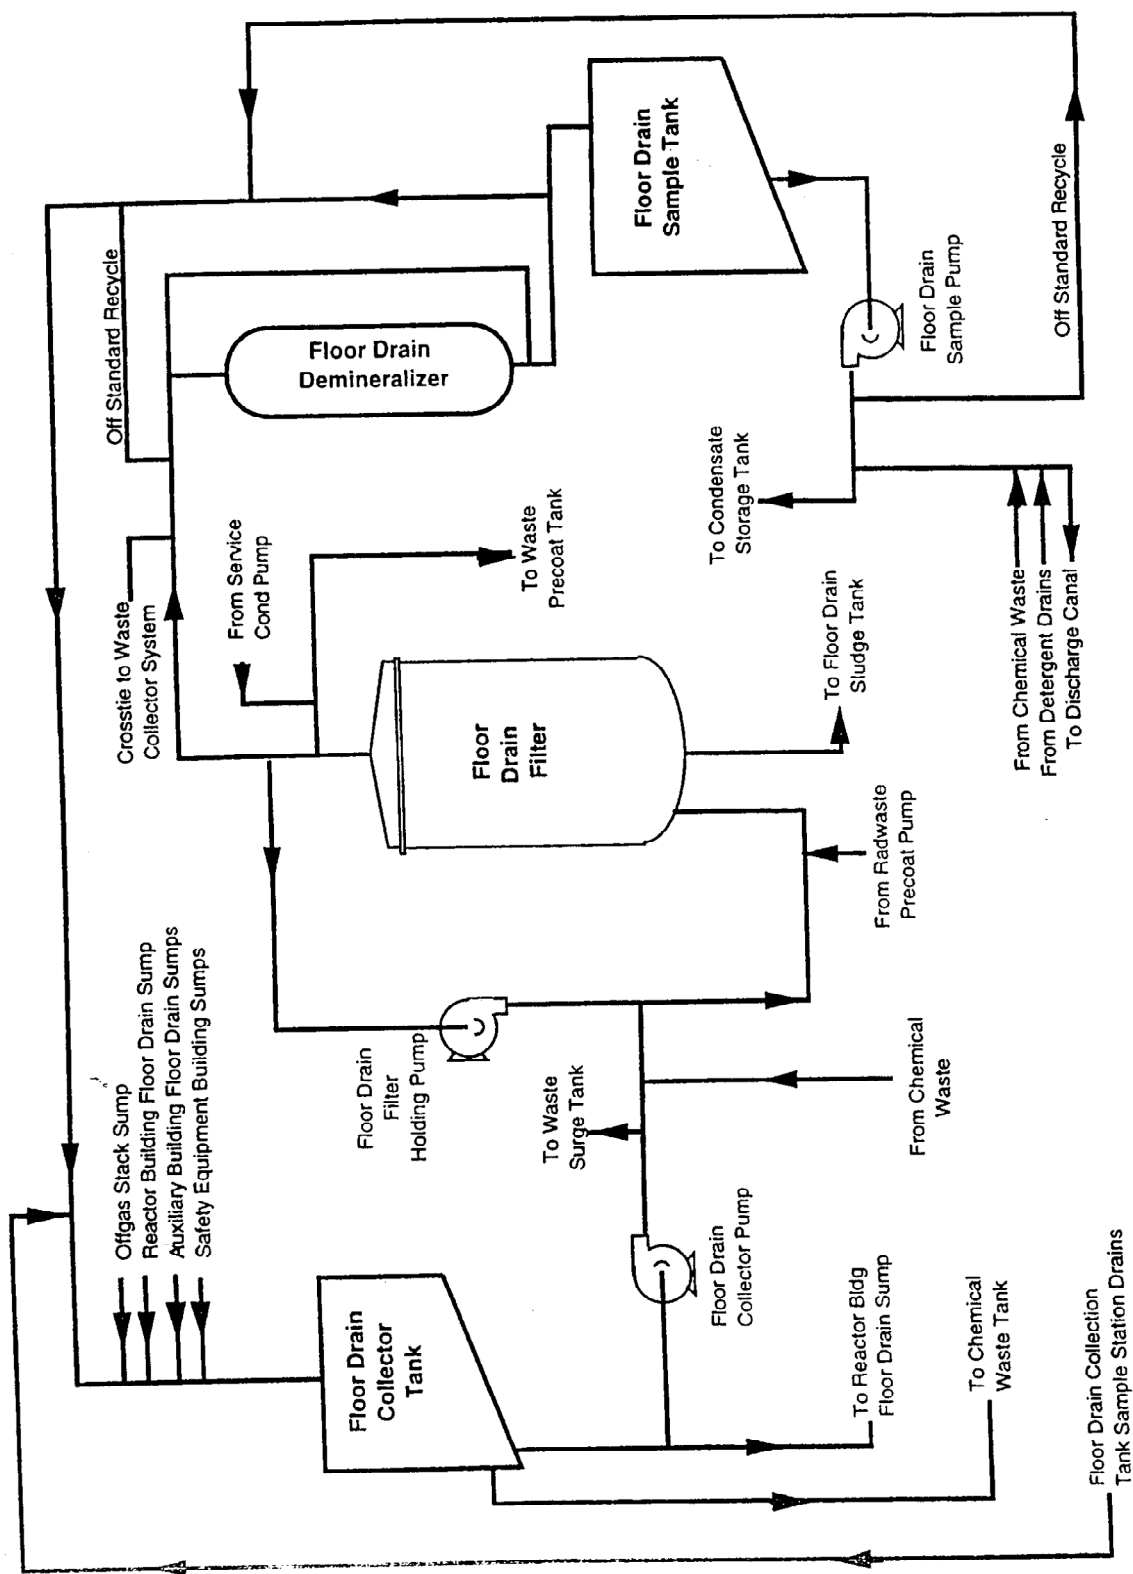 Offgas Stack Sump
Reactor Building Floor Drain Sump
Auxiliary Building Floor Drain Sumps
Safety Equipment Building Sumps
Crosstie to Waste
Collector System
Off Standard Recycle
From Service
Cond Pump
Floor Drain
Demineralizer
Floor Drain
Collector
Tank
Floor Drain
Filter
Holding Pump
Floor
Drain
Filter
To Waste
Precoat Tank
Floor Drain
Sample Tank
To Waste
Surge Tank
Floor Drain
Collector Pump
To Condensate
Storage Tank
To Reactor Bldg
Floor Drain Sump
From Chemical
Waste
From Radwaste
Precoat Pump
To Floor Drain
Sludge Tank
Floor Drain
Sample Pump
To Chemical
Waste Tank
From Chemical Waste
From Detergent Drains
To Discharge Canal
Off Standard Recycle
Floor Drain Collection
Tank Sample Station Drains